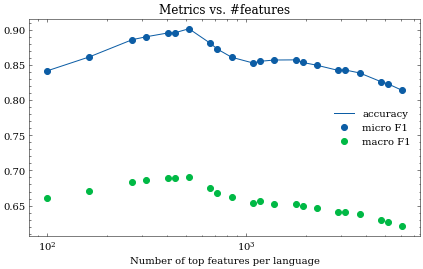 Metrics vs. #features
0.90
0.85
0.80
0.75
0.70
0.65
accuracy
micro F1
macro F1
10²
10³
Number of top features per language